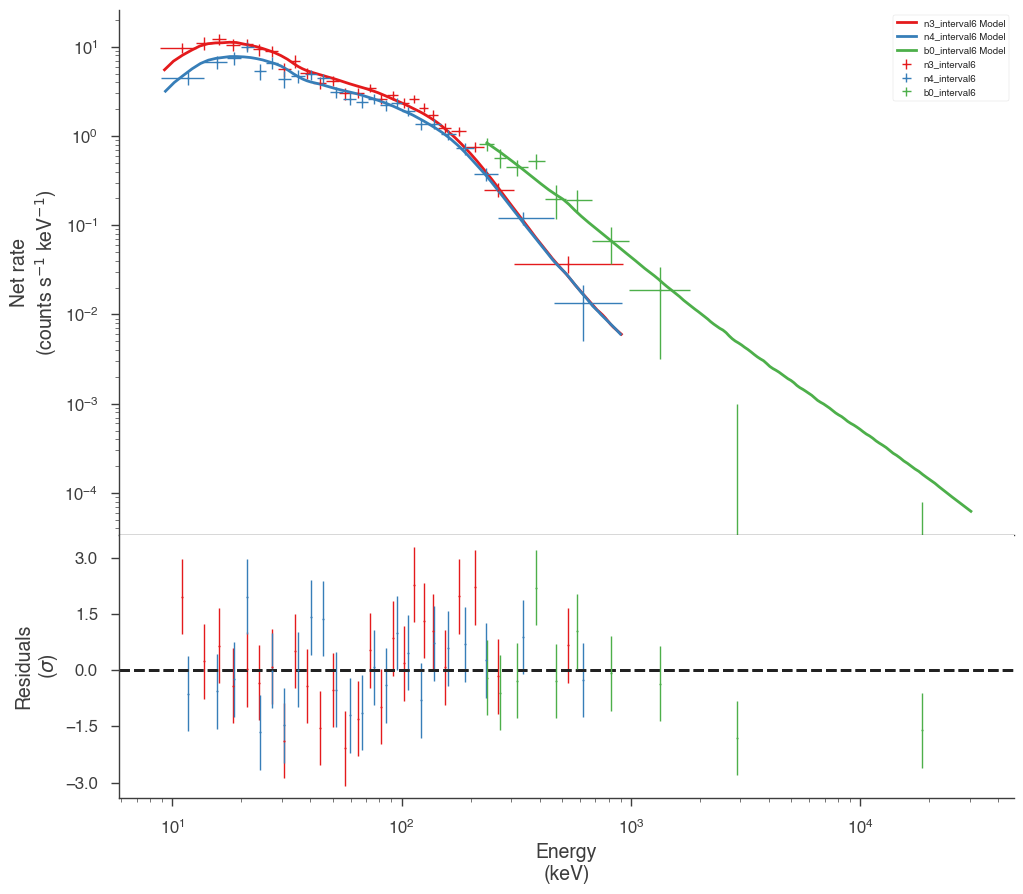 n3_interval6 Model
n4_interval6 Model
b0_interval6 Model
n3_interval6
n4_interval6
b0_interval6
10¹
10⁰
10⁻¹
10⁻²
10⁻³
10⁻⁴
Net rate
(counts s⁻¹ keV⁻¹)
3.0
1.5
0.0
−1.5
−3.0
Residuals
(σ)
10¹ 10² 10³ 10⁴
Energy
(keV)